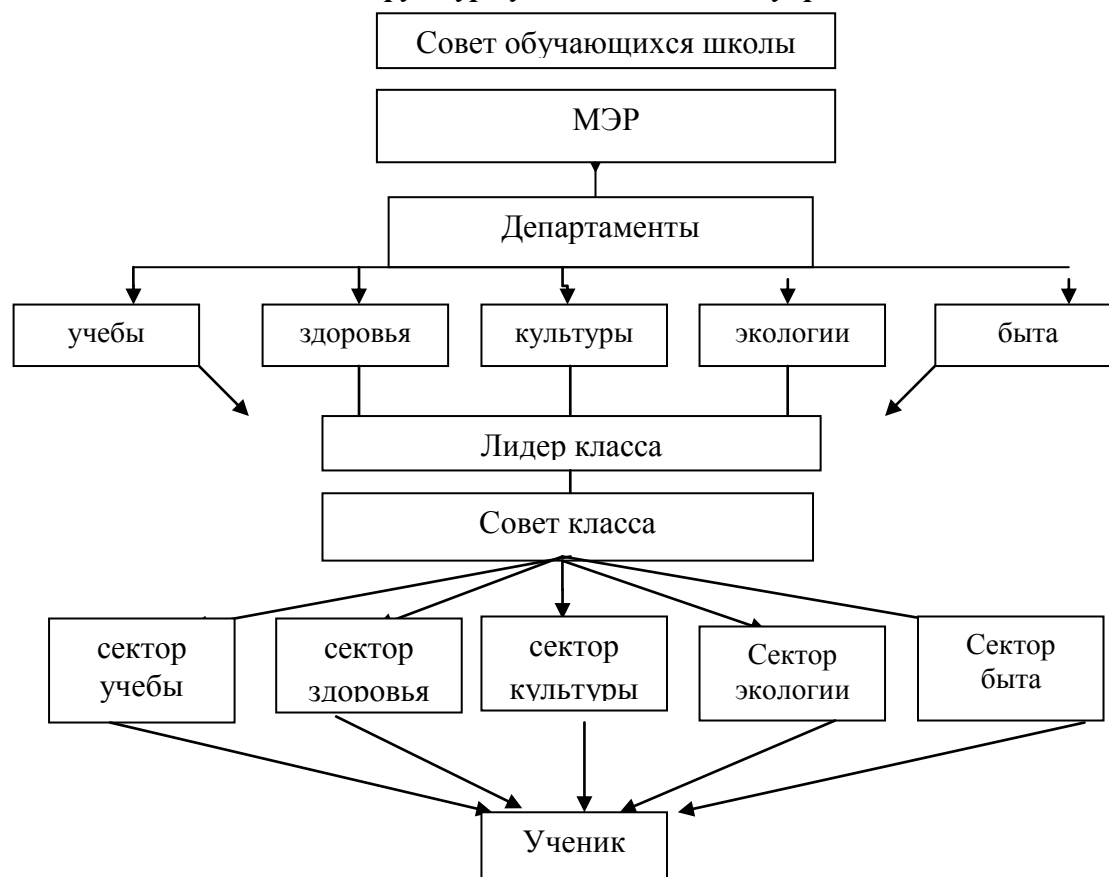 Совет обучающихся школы
МЭР
Департаменты
учебы
здоровья
культуры
экологии
быта
Лидер класса
Совет класса
сектор
учебы
сектор
здоровья
сектор
культуры
Сектор
экологии
Сектор
быта
Ученик